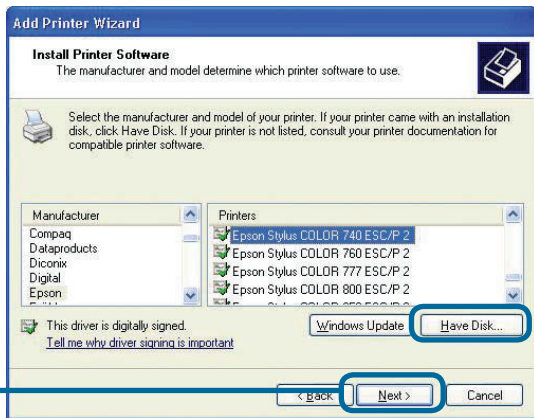 Add Printer Wizard
Install Printer Software
The manufacturer and model determine which printer software to use.
Select the manufacturer and model of your printer. If your printer came with an installation
disk, click Have Disk. If your printer is not listed, consult your printer documentation for
compatible printer software.
Manufacturer
Compaq
Dataproducts
Diconix
Digital
Epson
Printers
Epson Stylus COLOR 740 ESC/P 2
Epson Stylus COLOR 760 ESC/P 2
Epson Stylus COLOR 777 ESC/P 2
Epson Stylus COLOR 800 ESC/P 2
This driver is digitally signed.
Tell me why driver signing is important
Windows Update
Have Disk...
< Back
Next >
Cancel